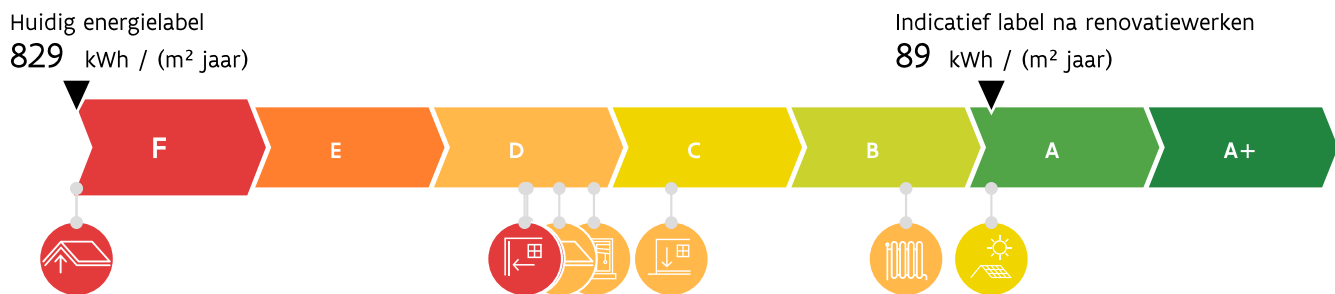 Huidig energielabel
829 kWh / (m² jaar)
Indicatief label na renovatiewerken
89 kWh / (m² jaar)
F E D C B A A+